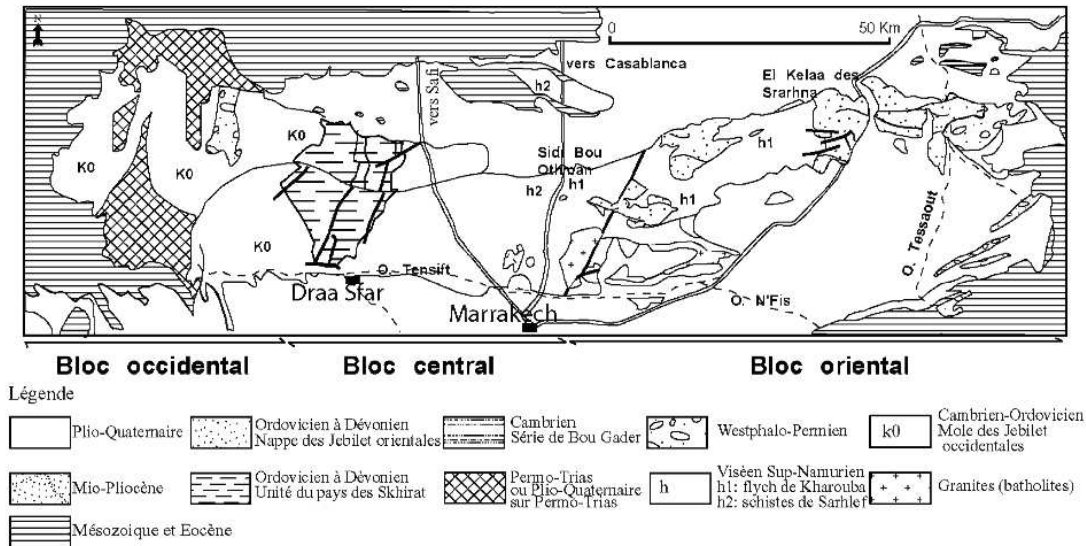 N
0
50 Km
vers Casablanca
vers Safi
El Kelaa des
Srarhna
h2
K0
K0
K0
h1
Sidi Bou
Othman
h2
h1
h1
K0
O. Tessaout
O. Tensift
Draa Sfar
O. N'Fis
Marrakech
Bloc occidental
Bloc central
Bloc oriental
Légende
Plio-Quaternaire
Ordovicien à Dévonien
Nappe des Jebilet orientales
Cambrien
Série de Bou Gader
Westphalo-Permien
k0
Cambrien-Ordovicien
Mole des Jebilet
occidentales
Mio-Pliocène
Ordovicien à Dévonien
Unité du pays des Skhirat
Permo-Trias
ou Plio-Quaternaire
sur Permo-Trias
h
Viséen Sup-Namurien
h1: flych de Kharouba
h2: schistes de Sarhlef
Granites (batholites)
Mésozoique et Eocène